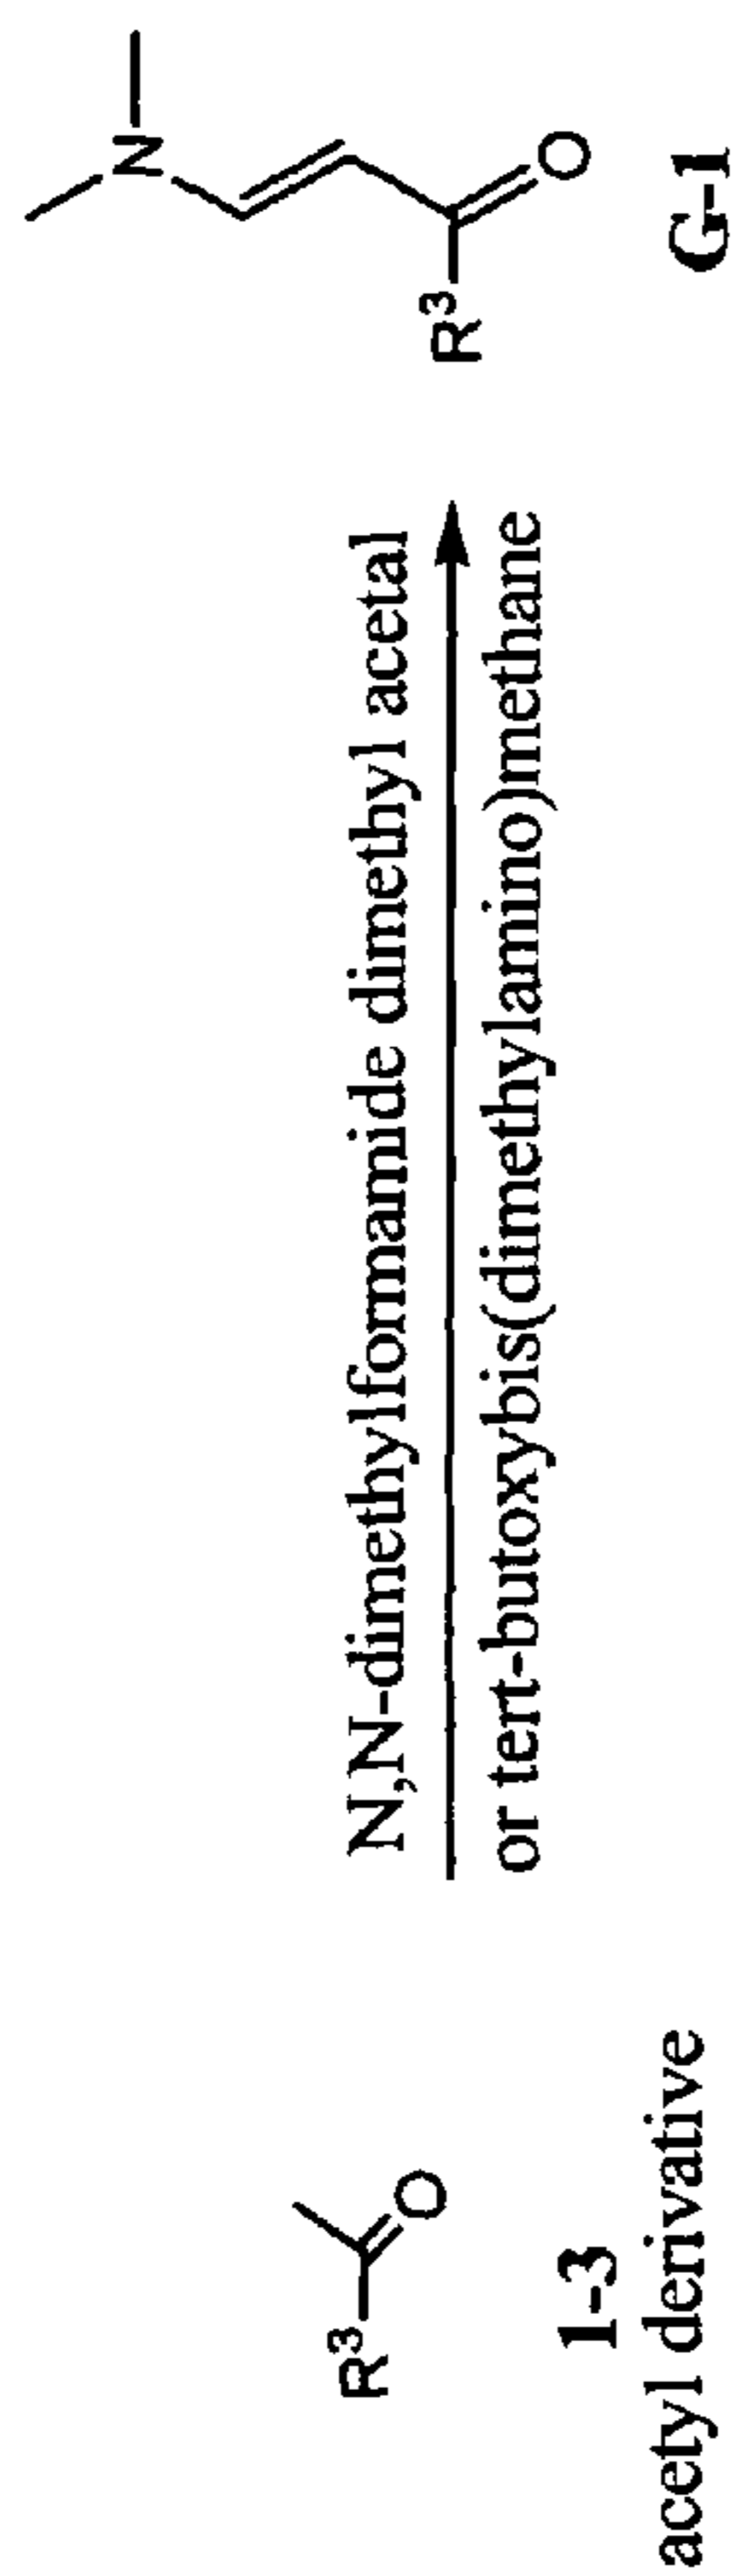 R³
O
1-3
acetyl derivative
N,N-dimethylformamide dimethyl acetal
or tert-butoxybis(dimethylamino)methane
N
R³
O
G-1